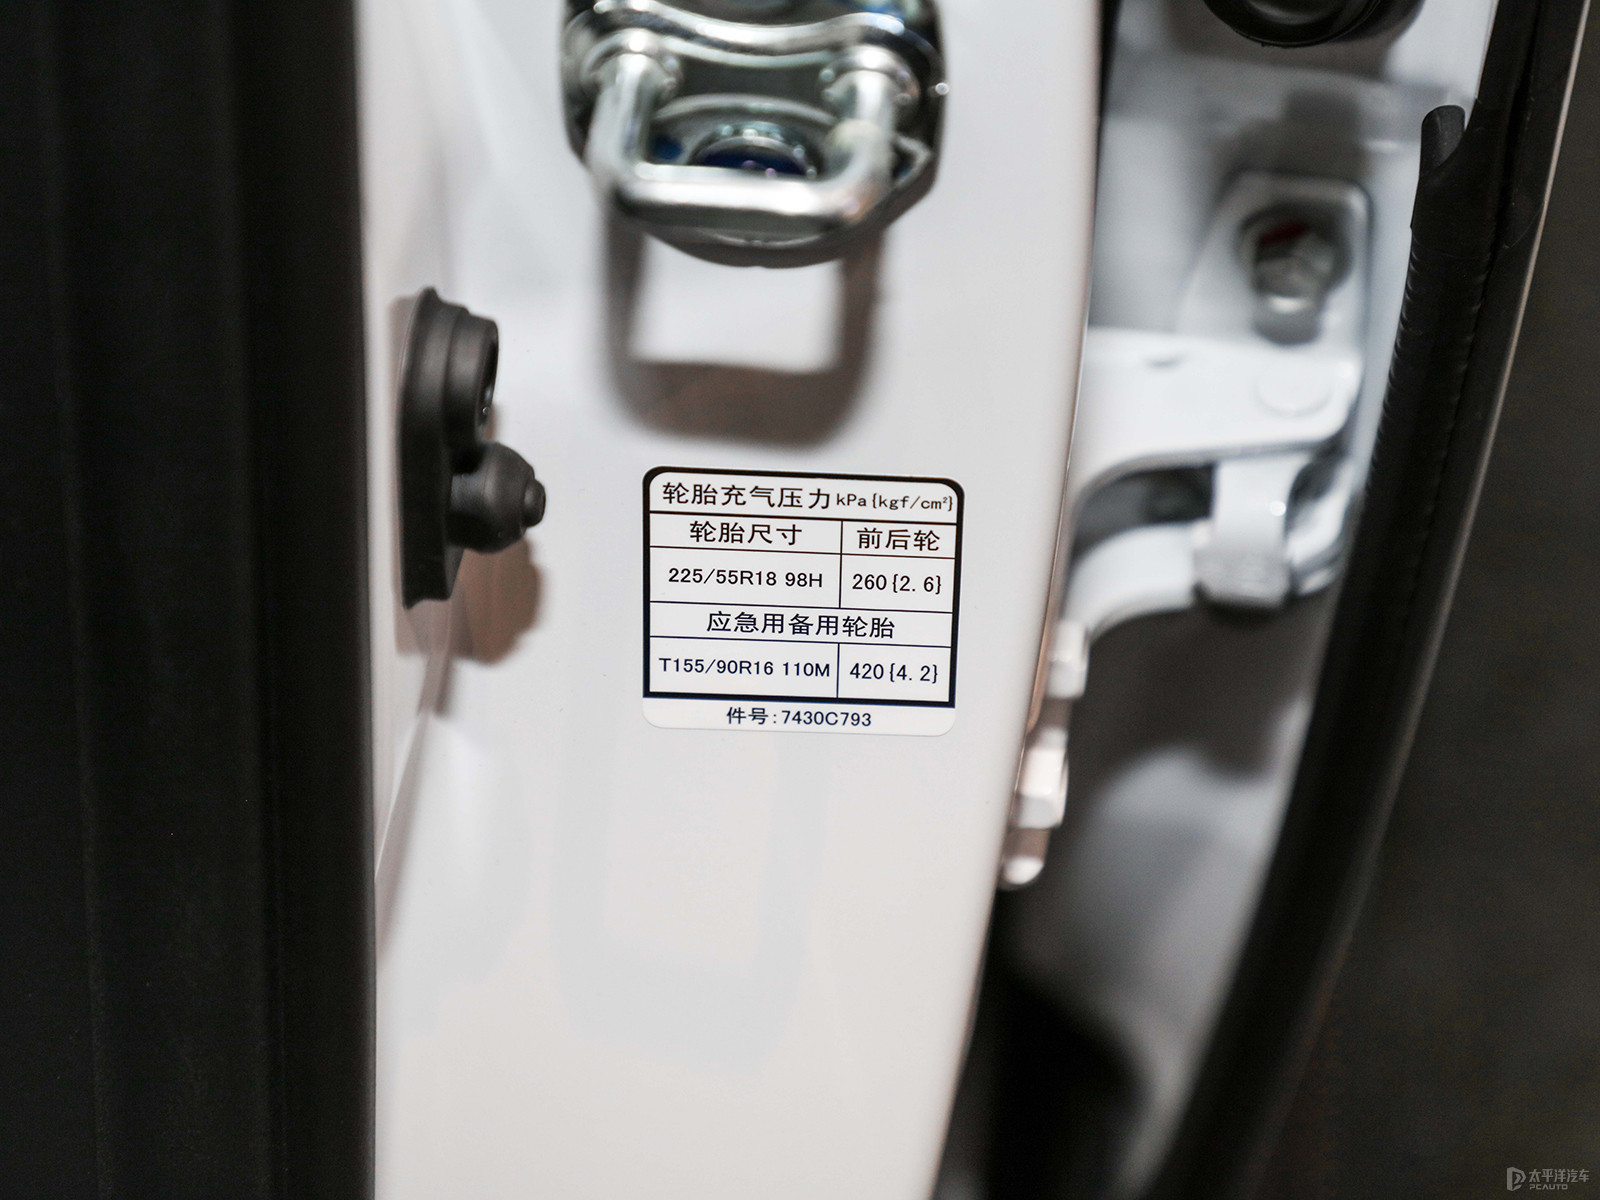 轮胎充气压力 kPa{kgf/cm²}
轮胎尺寸 前后轮
225/55R18 98H 260{2.6}
应急用备用轮胎
T155/90R16 110M 420{4.2}
件号:7430C793
太平洋汽车
PCAUTO